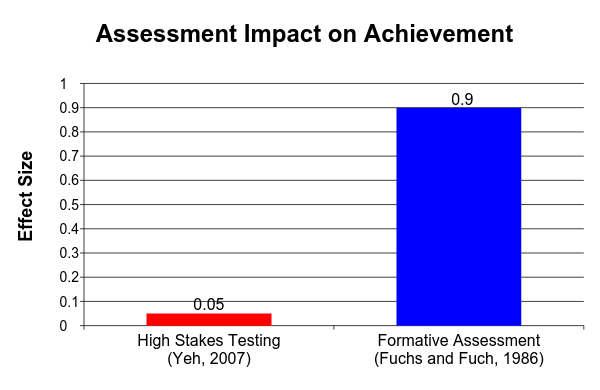 Assessment Impact on Achievement
Effect Size
1
0.9
0.8
0.7
0.6
0.5
0.4
0.3
0.2
0.1
0
0.05
0.9
High Stakes Testing
(Yeh, 2007)
Formative Assessment
(Fuchs and Fuch, 1986)